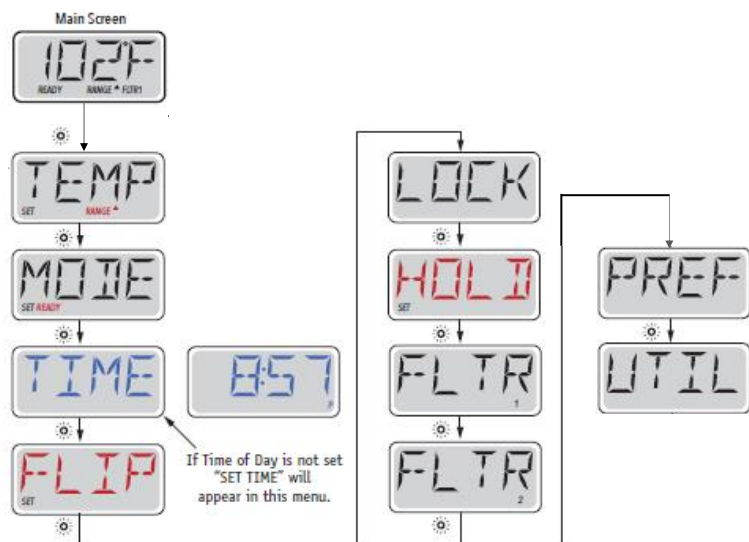 Main Screen
102°F
READY RANGE ▲ FLTR1
TEMP
SET RANGE ▲
MODE
SET READY
TIME
8:57
P
If Time of Day is not set
"SET TIME" will
appear in this menu.
FLIP
SET
LOCK
HOLD
SET
FLTR
1
FLTR
2
PREF
UTIL